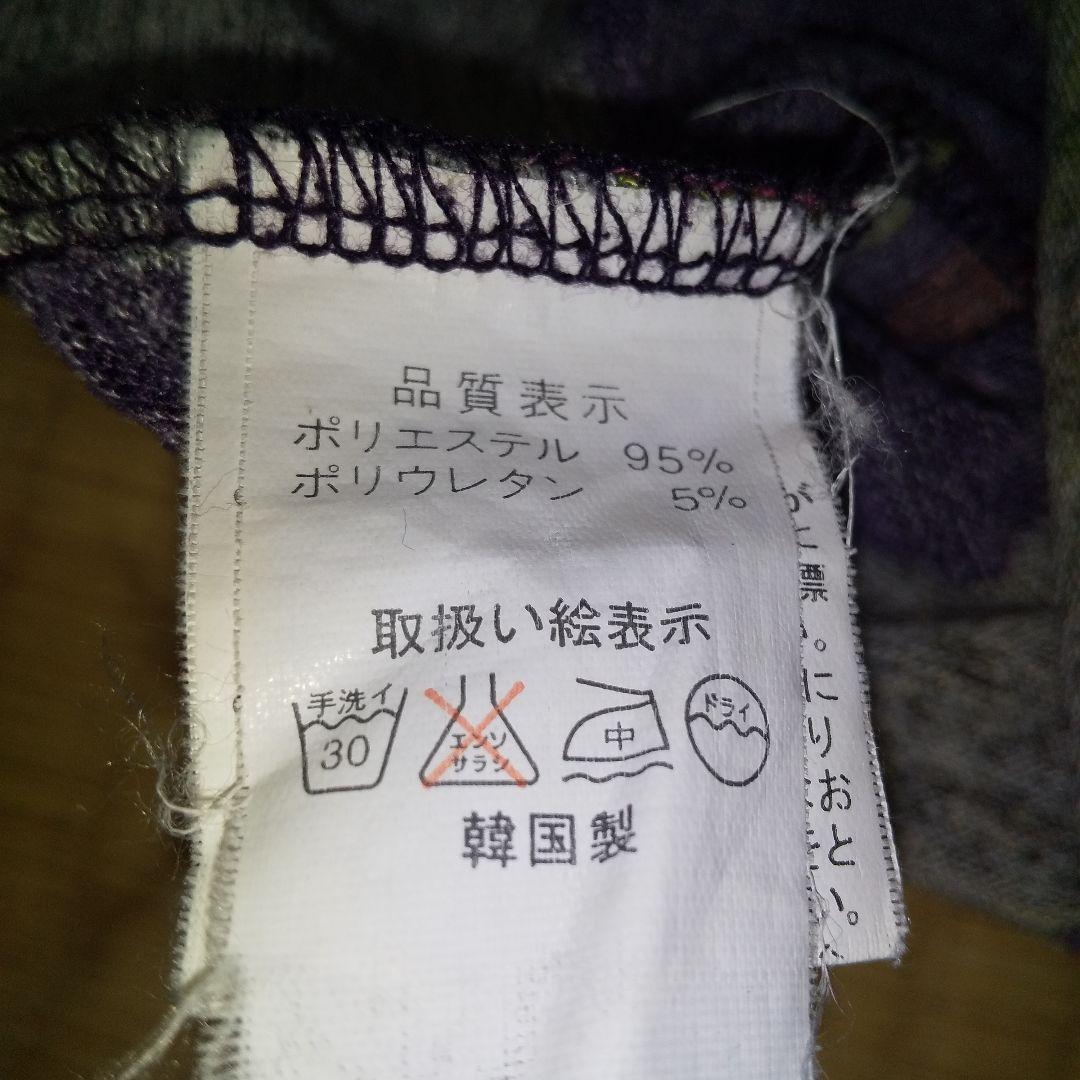 品質表示
ポリエステル 95%
ポリウレタン 5%
取扱い絵表示
手洗イ
30
エンソ
サラシ
中
ドライ
韓国製